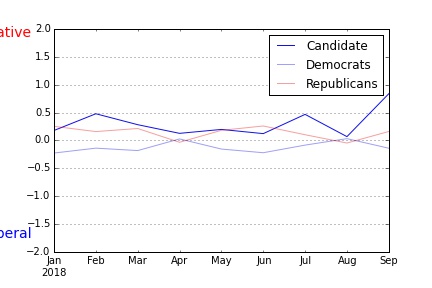 2.0
ative
Candidate
Democrats
Republicans
1.5
1.0
0.5
0.0
−0.5
−1.0
−1.5
peral
−2.0
Jan Feb Mar Apr May Jun Jul Aug Sep
2018